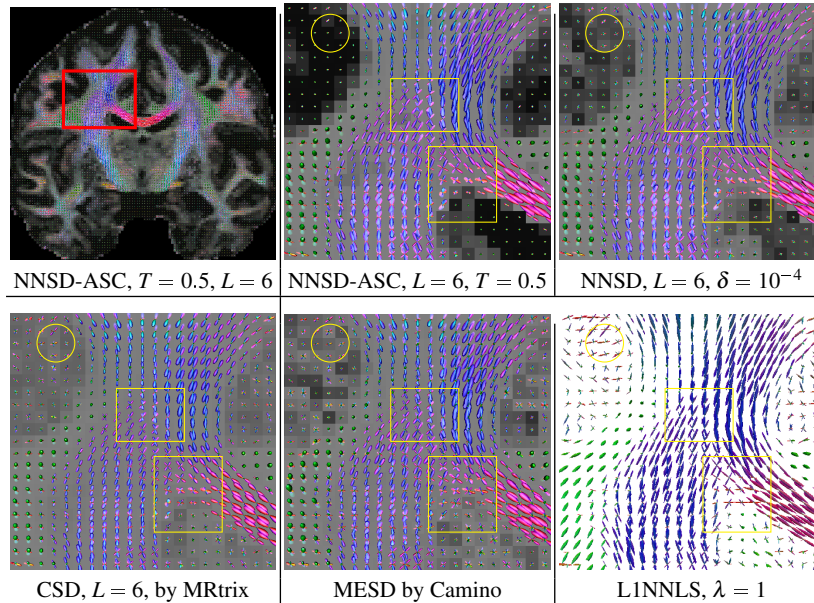 NNSD-ASC, T = 0.5, L = 6
NNSD-ASC, L = 6, T = 0.5
NNSD, L = 6, δ = 10⁻⁴
CSD, L = 6, by MRtrix
MESD by Camino
L1NNLS, λ = 1